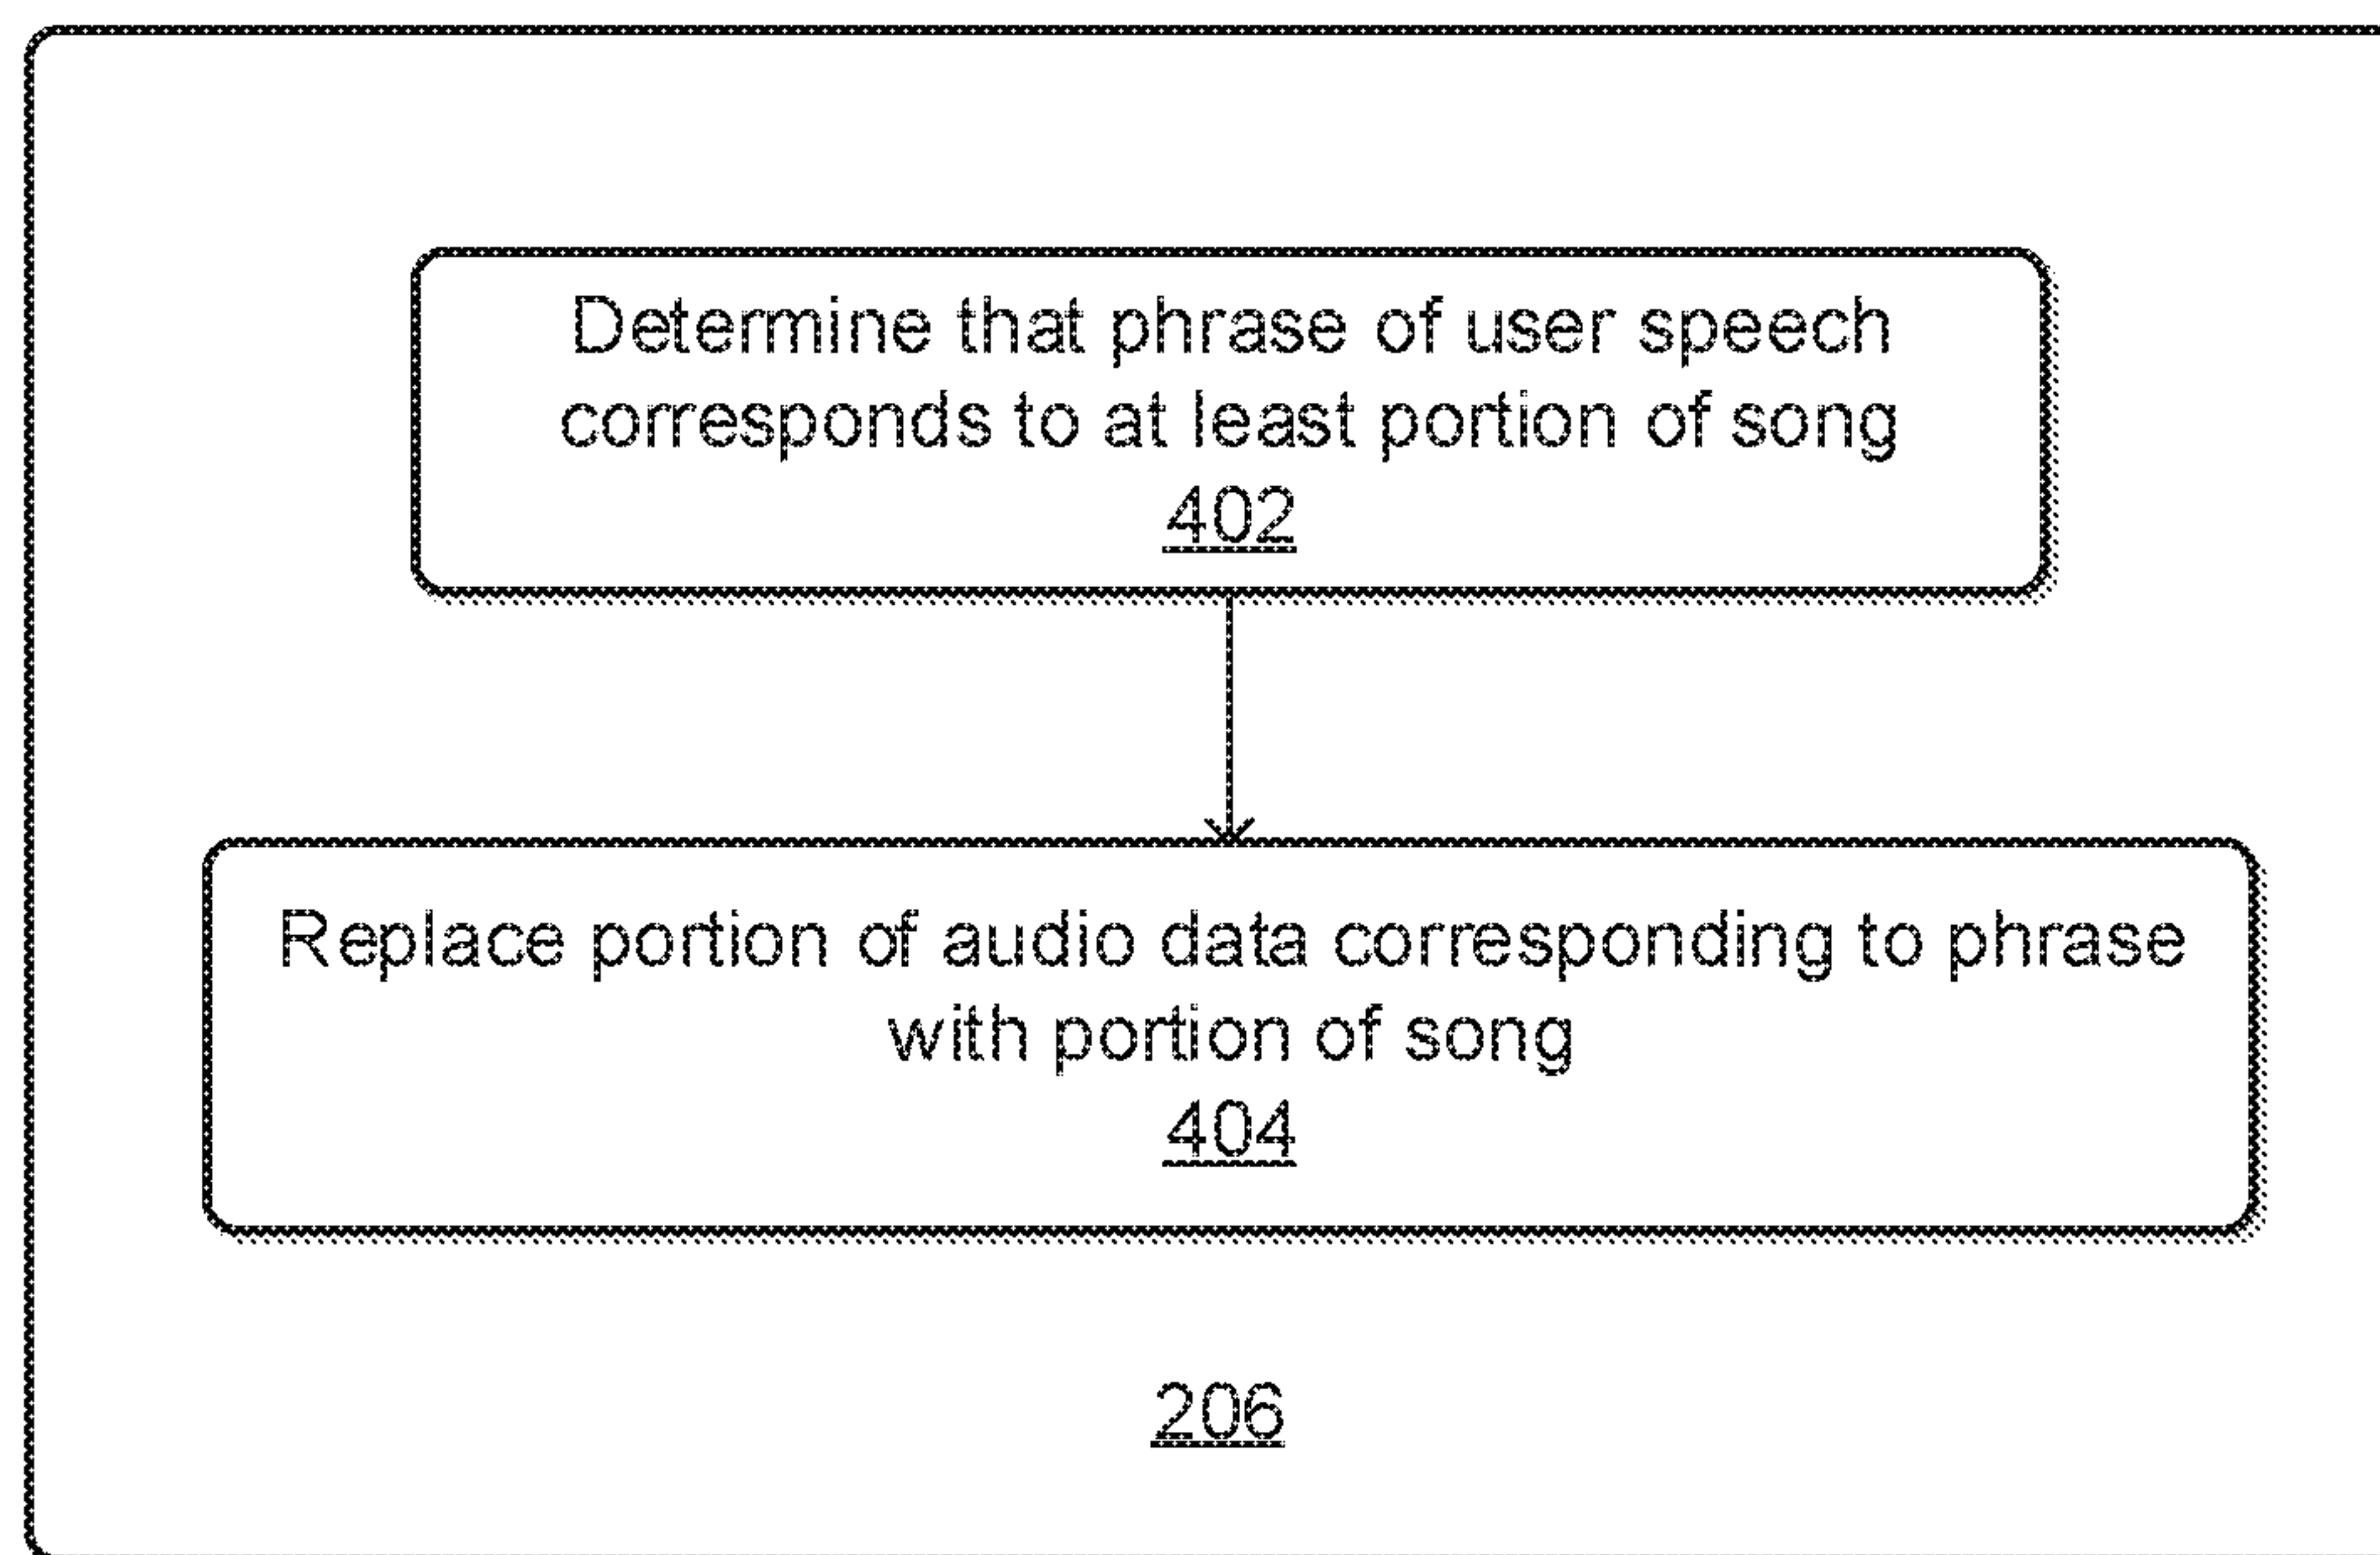 Determine that phrase of user speech
corresponds to at least portion of song
402
Replace portion of audio data corresponding to phrase
with portion of song
404
206